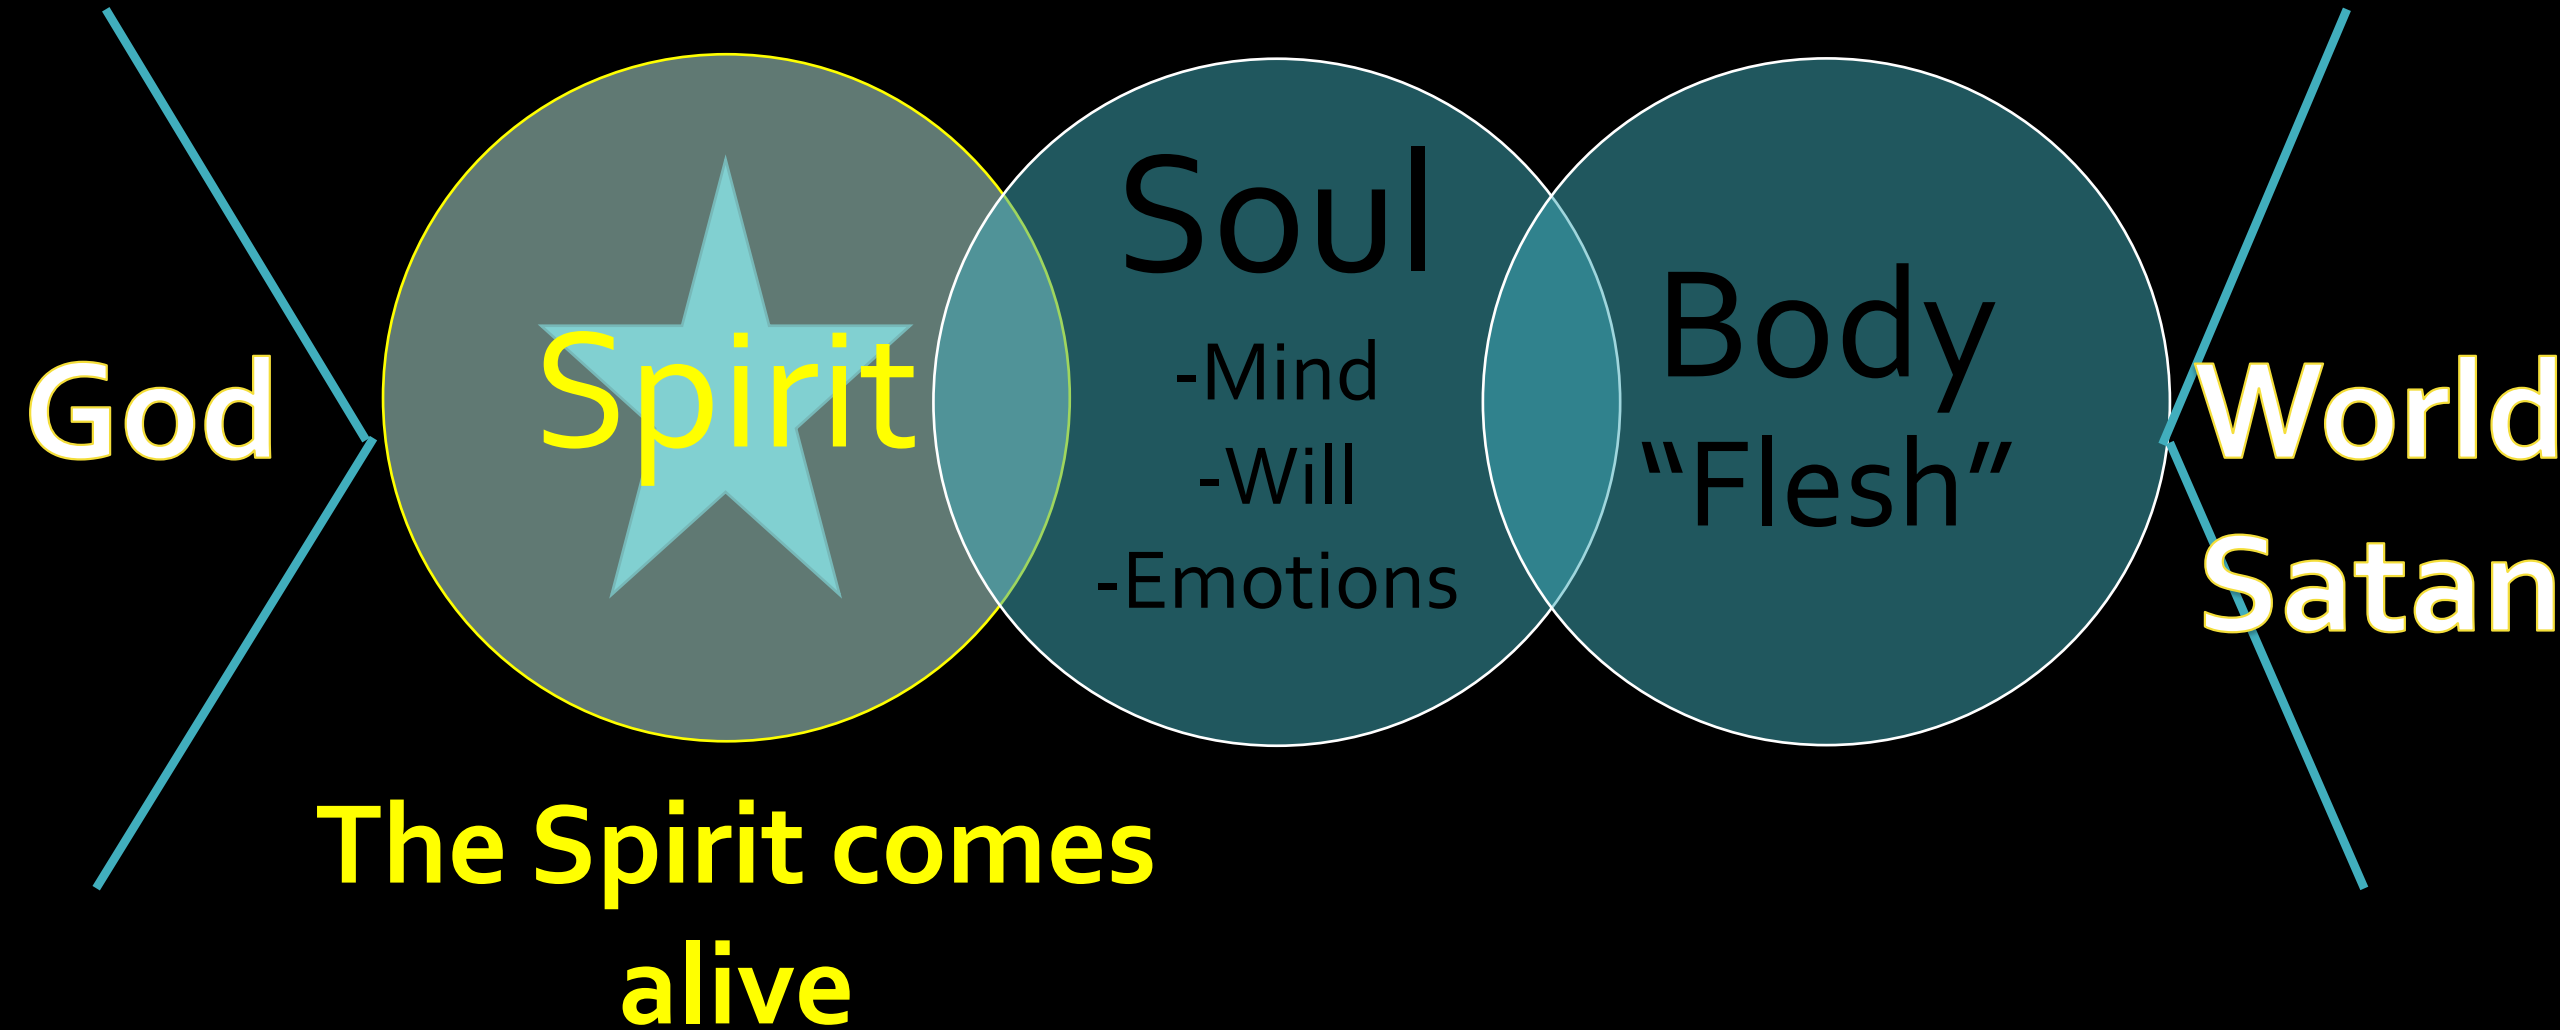 God
Spirit
Soul
-Mind
-Will
-Emotions
Body
“Flesh”
World
Satan
The Spirit comes
alive